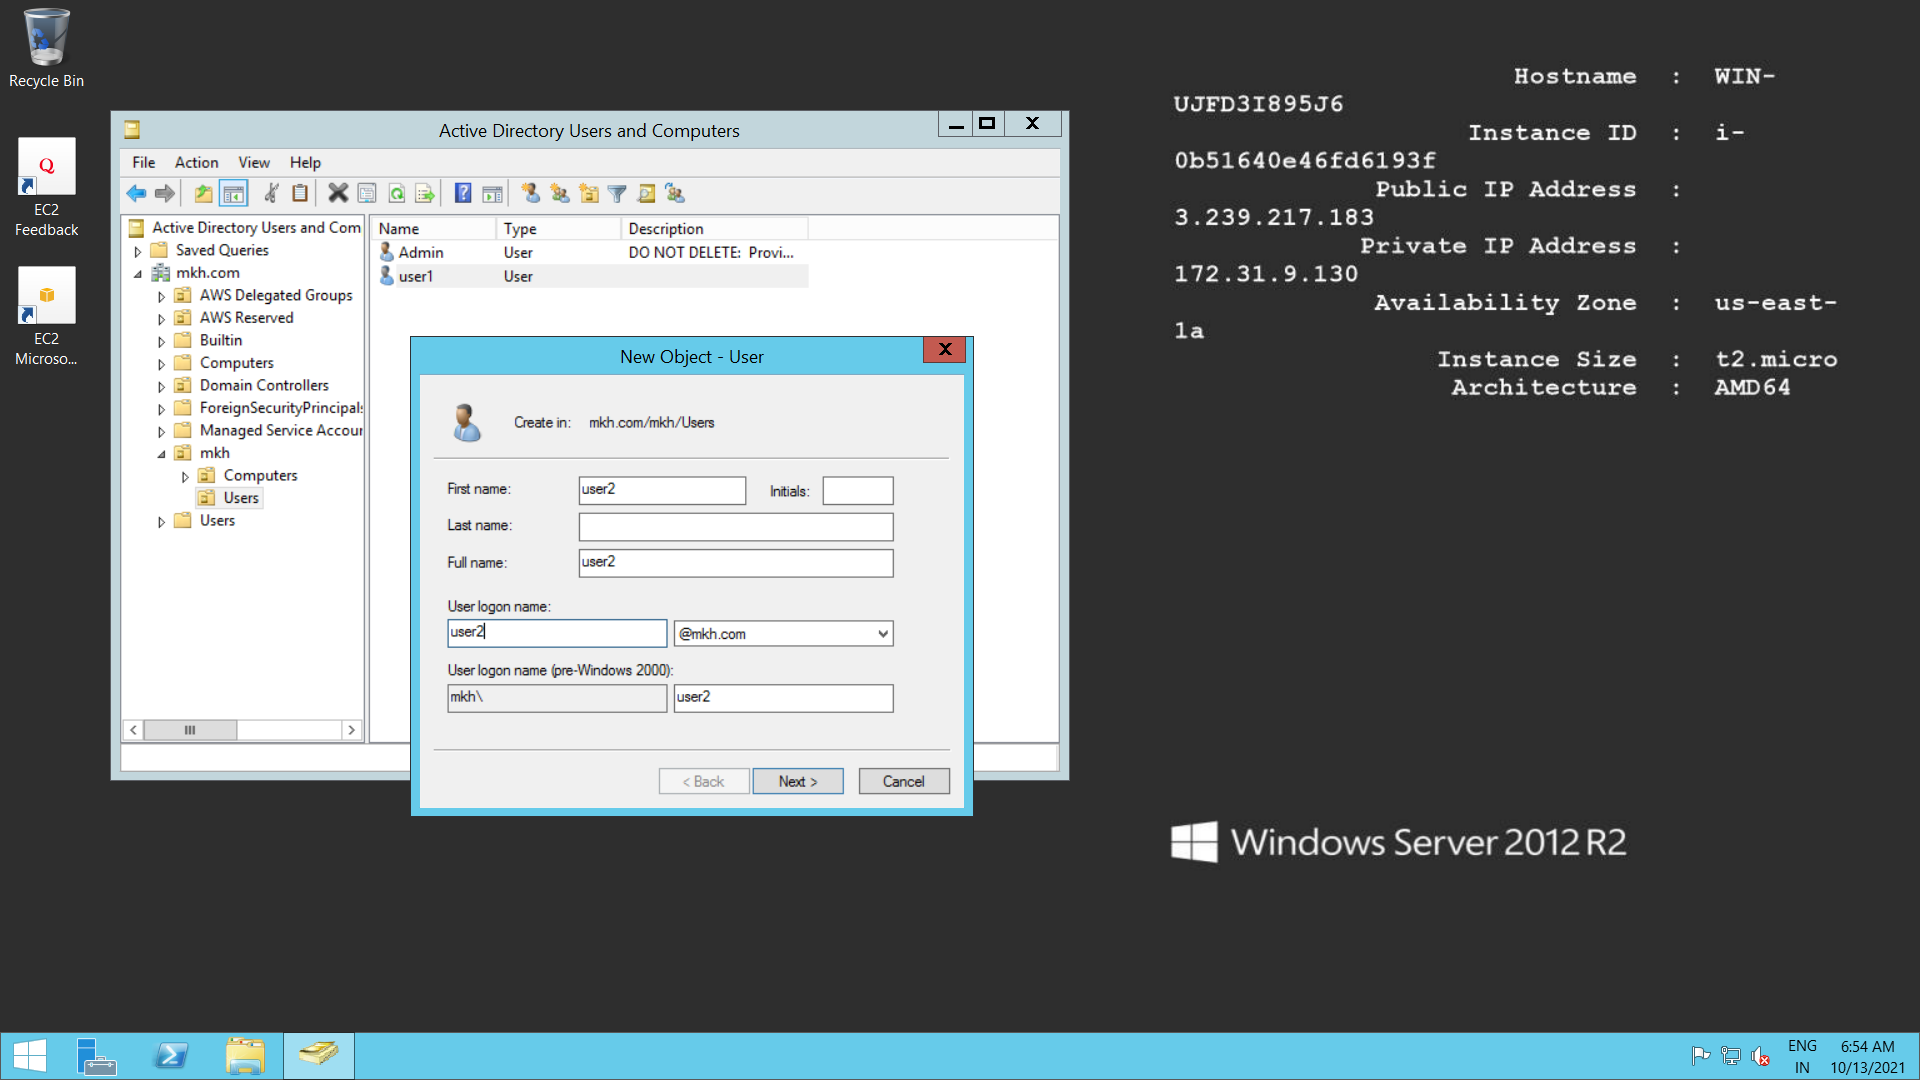 Recycle Bin
EC2
Feedback
EC2
Microso...
Hostname : WIN-
UJFD3I895J6
Instance ID : i-
0b51640e46fd6193f
Public IP Address :
3.239.217.183
Private IP Address :
172.31.9.130
Availability Zone : us-east-
1a
Instance Size : t2.micro
Architecture : AMD64
Active Directory Users and Computers
File Action View Help
Active Directory Users and Com
Saved Queries
mkh.com
AWS Delegated Groups
AWS Reserved
Builtin
Computers
Domain Controllers
ForeignSecurityPrincipals
Managed Service Accour
mkh
Computers
Users
Users
Name Type Description
Admin User DO NOT DELETE: Provi...
user1 User
New Object - User
Create in: mkh.com/mkh/Users
First name: user2 Initials:
Last name:
Full name: user2
User logon name:
user2 @mkh.com
User logon name (pre-Windows 2000):
mkh\ user2
< Back Next > Cancel
Windows Server 2012 R2
ENG 6:54 AM
IN 10/13/2021